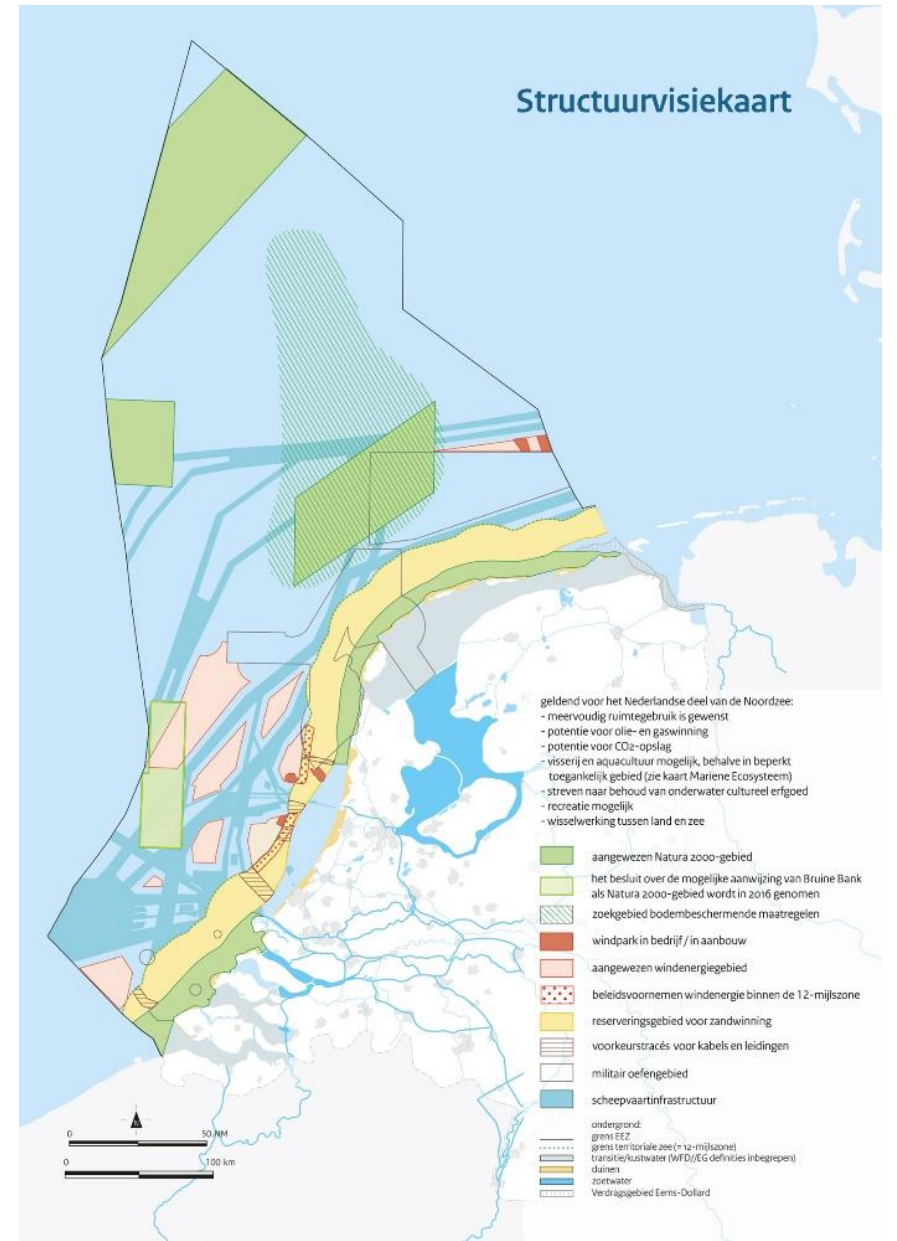 Structuurvisiekaart
geldend voor het Nederlandse deel van de Noordzee:
- meervoudig ruimtegebruik is gewenst
- potentie voor olie- en gaswinning
- potentie voor CO2-opslag
- visserij en aquacultuur mogelijk, behalve in beperkt
toegankelijk gebied (zie kaart Mariene Ecosysteem)
- streven naar behoud van onderwater cultureel erfgoed
- recreatie mogelijk
- wisselwerking tussen land en zee
aangewezen Natura 2000-gebied
het besluit over de mogelijke aanwijzing van Bruine Bank
als Natura 2000-gebied wordt in 2016 genomen
zoekgebied bodembeschermende maatregelen
windpark in bedrijf / in aanbouw
aangewezen windenergiegebied
beleidsvoornemen windenergie binnen de 12-mijlszone
reserveringsgebied voor zandwinning
voorkeurstracés voor kabels en leidingen
militair oefengebied
scheepvaartinfrastructuur
ondergrond:
grens EEZ
grens territoriale zee (= 12-mijlszone)
transitie/kustwater (WFD//EG definities inbegrepen)
duinen
zoetwater
Verdragsgebied Eems-Dollard
0 50 NM
0 100 km